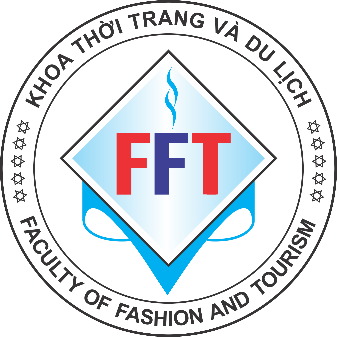 KHOA THỜI TRANG VÀ DU LỊCH
FFT
FACULTY OF FASHION AND TOURISM